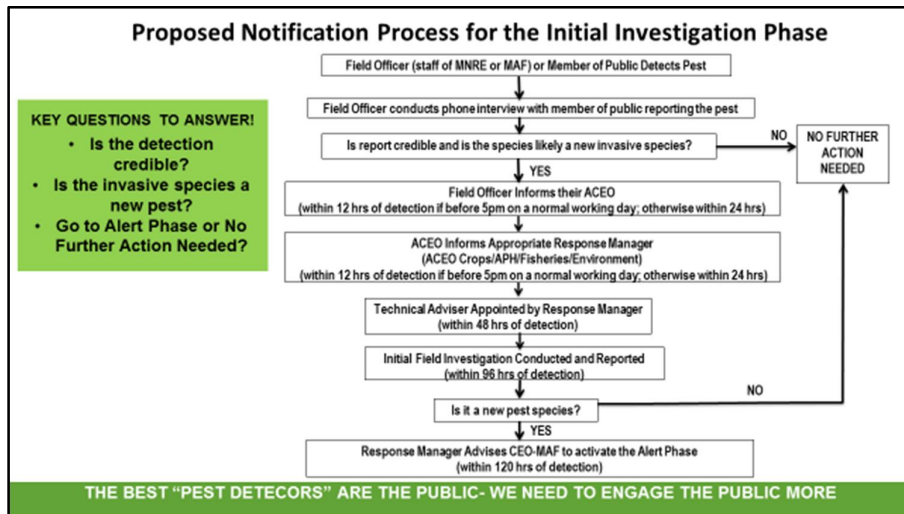 Proposed Notification Process for the Initial Investigation Phase
Field Officer (staff of MNRE or MAF) or Member of Public Detects Pest
Field Officer conducts phone interview with member of public reporting the pest
Is report credible and is the species likely a new invasive species?
NO
NO FURTHER
ACTION
NEEDED
YES
Field Officer Informs their ACEO
(within 12 hrs of detection if before 5pm on a normal working day; otherwise within 24 hrs)
ACEO Informs Appropriate Response Manager
(ACEO Crops/APH/Fisheries/Environment)
(within 12 hrs of detection if before 5pm on a normal working day; otherwise within 24 hrs)
Technical Adviser Appointed by Response Manager
(within 48 hrs of detection)
Initial Field Investigation Conducted and Reported
(within 96 hrs of detection)
NO
Is it a new pest species?
YES
Response Manager Advises CEO-MAF to activate the Alert Phase
(within 120 hrs of detection)
KEY QUESTIONS TO ANSWER!
• Is the detection
credible?
• Is the invasive species a
new pest?
• Go to Alert Phase or No
Further Action Needed?
THE BEST “PEST DETECORS” ARE THE PUBLIC- WE NEED TO ENGAGE THE PUBLIC MORE